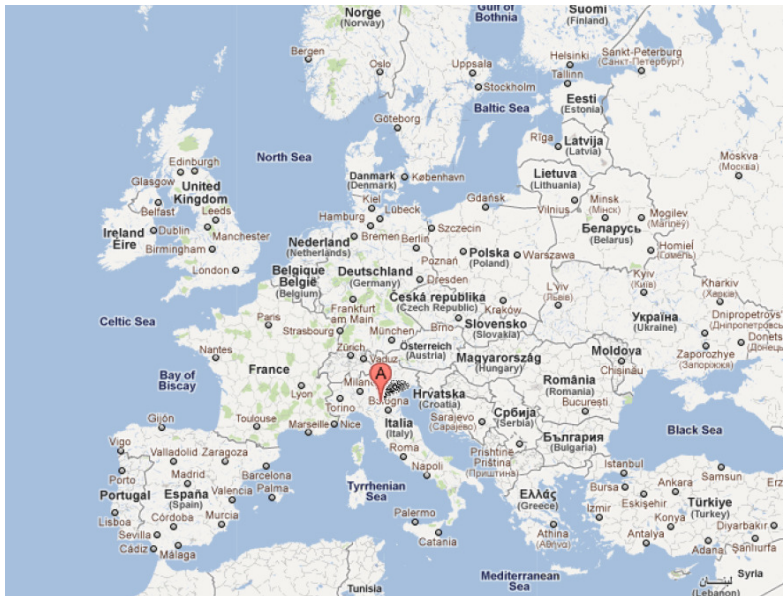 Norge
(Norway)
Gulf of
Bothnia
Suomi
(Finland)
Bergen
Oslo
Uppsala
Helsinki
Sankt-Peterburg
(Санкт-Петербург)
Tallinn
Stockholm
Baltic Sea
Eesti
(Estonia)
Göteborg
Rīga
Latvija
(Latvia)
North Sea
Moskva
(Москва)
Edinburgh
Glasgow
United
Kingdom
Danmark
(Denmark)
København
Lietuva
(Lithuania)
Vilnius
Minsk
(Мінск)
Mogilev
Belfast
Leeds
Kiel
Lübeck
Gdańsk
Беларусь
(Belarus)
Ireland
Éire
Dublin
Manchester
Hamburg
Szczecin
Birmingham
Nederland
(Netherlands)
Bremen
Berlin
Polska
(Poland)
Warszawa
Homiel
(Гомель)
London
Belgique
België
(Belgium)
Deutschland
(Germany)
Poznań
Dresden
Kyiv
(Київ)
Celtic Sea
Paris
Frankfurt
am Main
Česká republika
(Czech Republic)
Kraków
L'viv
(Львів)
Kharkiv
(Харків)
Strasbourg
Brno
Slovensko
(Slovakia)
Україна
(Ukraine)
Dnipropetrovs'
Nantes
München
Österreich
(Austria)
Zaporozhye
(Запоріжжя)
Donets
Bay of
Biscay
France
Zürich
Vaduz
Magyarország
(Hungary)
Moldova
Chișinău
Lyon
Milano
A
Torino
Bologna
Hrvatska
(Croatia)
România
(Romania)
București
Gijón
Toulouse
Marseille
Nice
Italia
(Italy)
Sarajevo
(Сарајево)
Србија
(Serbia)
Black Sea
Vigo
Valladolid
Zaragoza
Roma
Prishtine
Priština
(Приштина)
България
(Bulgaria)
Porto
Madrid
Barcelona
Napoli
Istanbul
Samsun
Portugal
España
(Spain)
Valencia
Palma
Tyrrhenian
Sea
Ελλάς
(Greece)
Bursa
Ankara
Erz
Eskişehir
Türkiye
(Turkey)
Lisboa
Córdoba
Murcia
Palermo
Izmir
Konya
Diyarbakır
Sevilla
Catania
Athina
(Αθήνα)
Antalya
Adana
Şanlıurfa
Cádiz
Málaga
Mediterranean
Sea
Tunisia
Syria
(Lebanon)